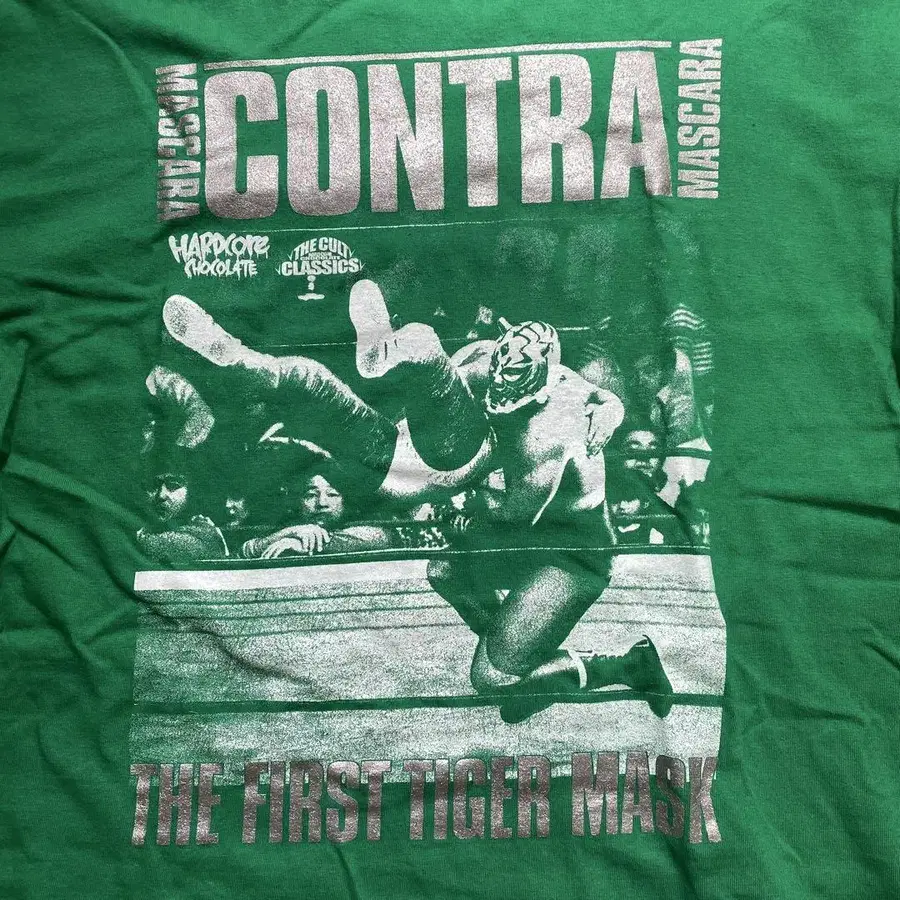 MASCARA
CONTRA
MASCARA
HARDCORE
CHOCOLATE
THE CULT
CLASSICS
THE FIRST TIGER MASK